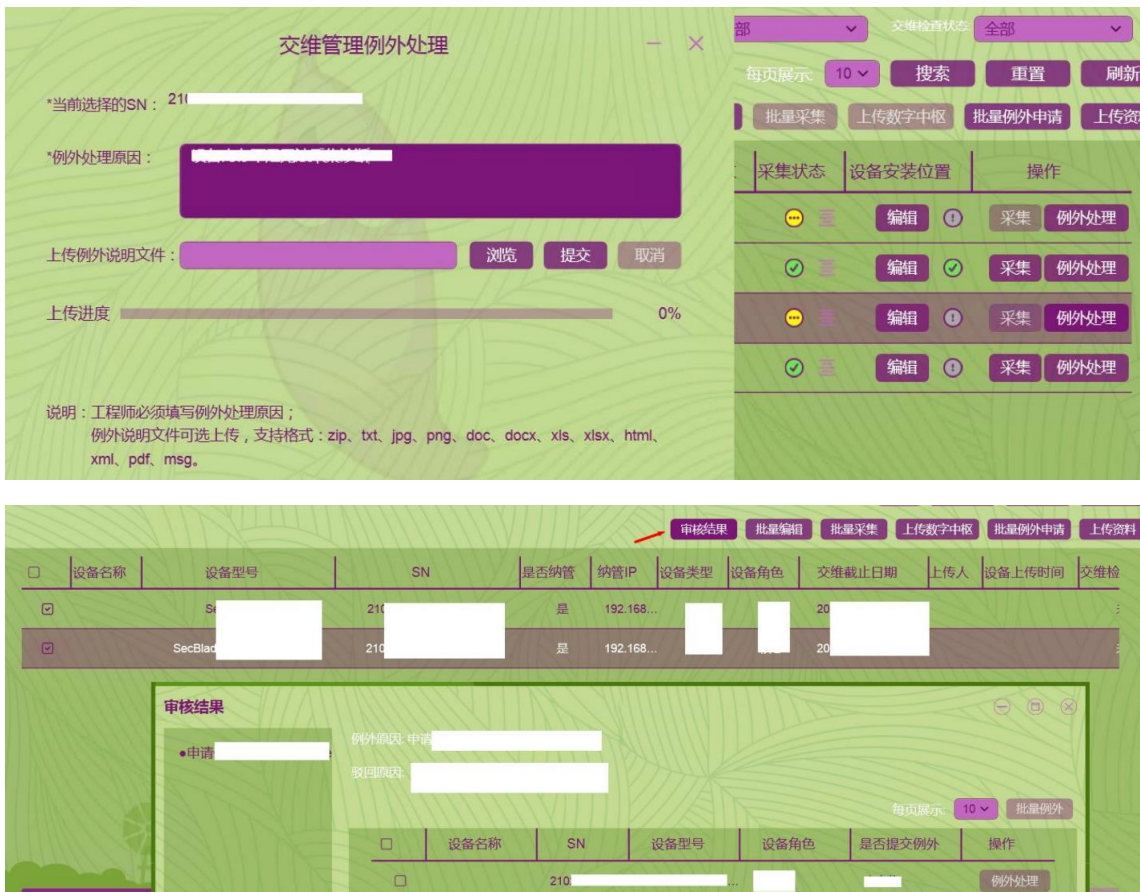 交维管理例外处理
*当前选择的SN： 210
*例外处理原因：
上传例外说明文件： 浏览 提交 取消
上传进度 0%
说明：工程师必须填写例外处理原因；
例外说明文件可选上传，支持格式：zip、txt、jpg、png、doc、docx、xls、xlsx、html、
xml、pdf、msg。
部 交维检查状态 全部
每页展示: 10 搜索 重置 刷新
批量采集 上传数字中枢 批量例外申请 上传资料
采集状态 设备安装位置 操作
编辑 采集 例外处理
编辑 采集 例外处理
编辑 采集 例外处理
编辑 采集 例外处理
审核结果 批量编辑 批量采集 上传数字中枢 批量例外申请 上传资料
设备名称 设备型号 SN 是否纳管 纳管IP 设备类型 设备角色 交维截止日期 上传人 设备上传时间 交维检
210 是 192.168... 20
SecBlad 210 是 192.168... 20
审核结果
•申请
例外原因: 申请
驳回原因:
每页展示: 10 批量例外
设备名称 SN 设备型号 设备角色 是否提交例外 操作
210 ... 例外处理